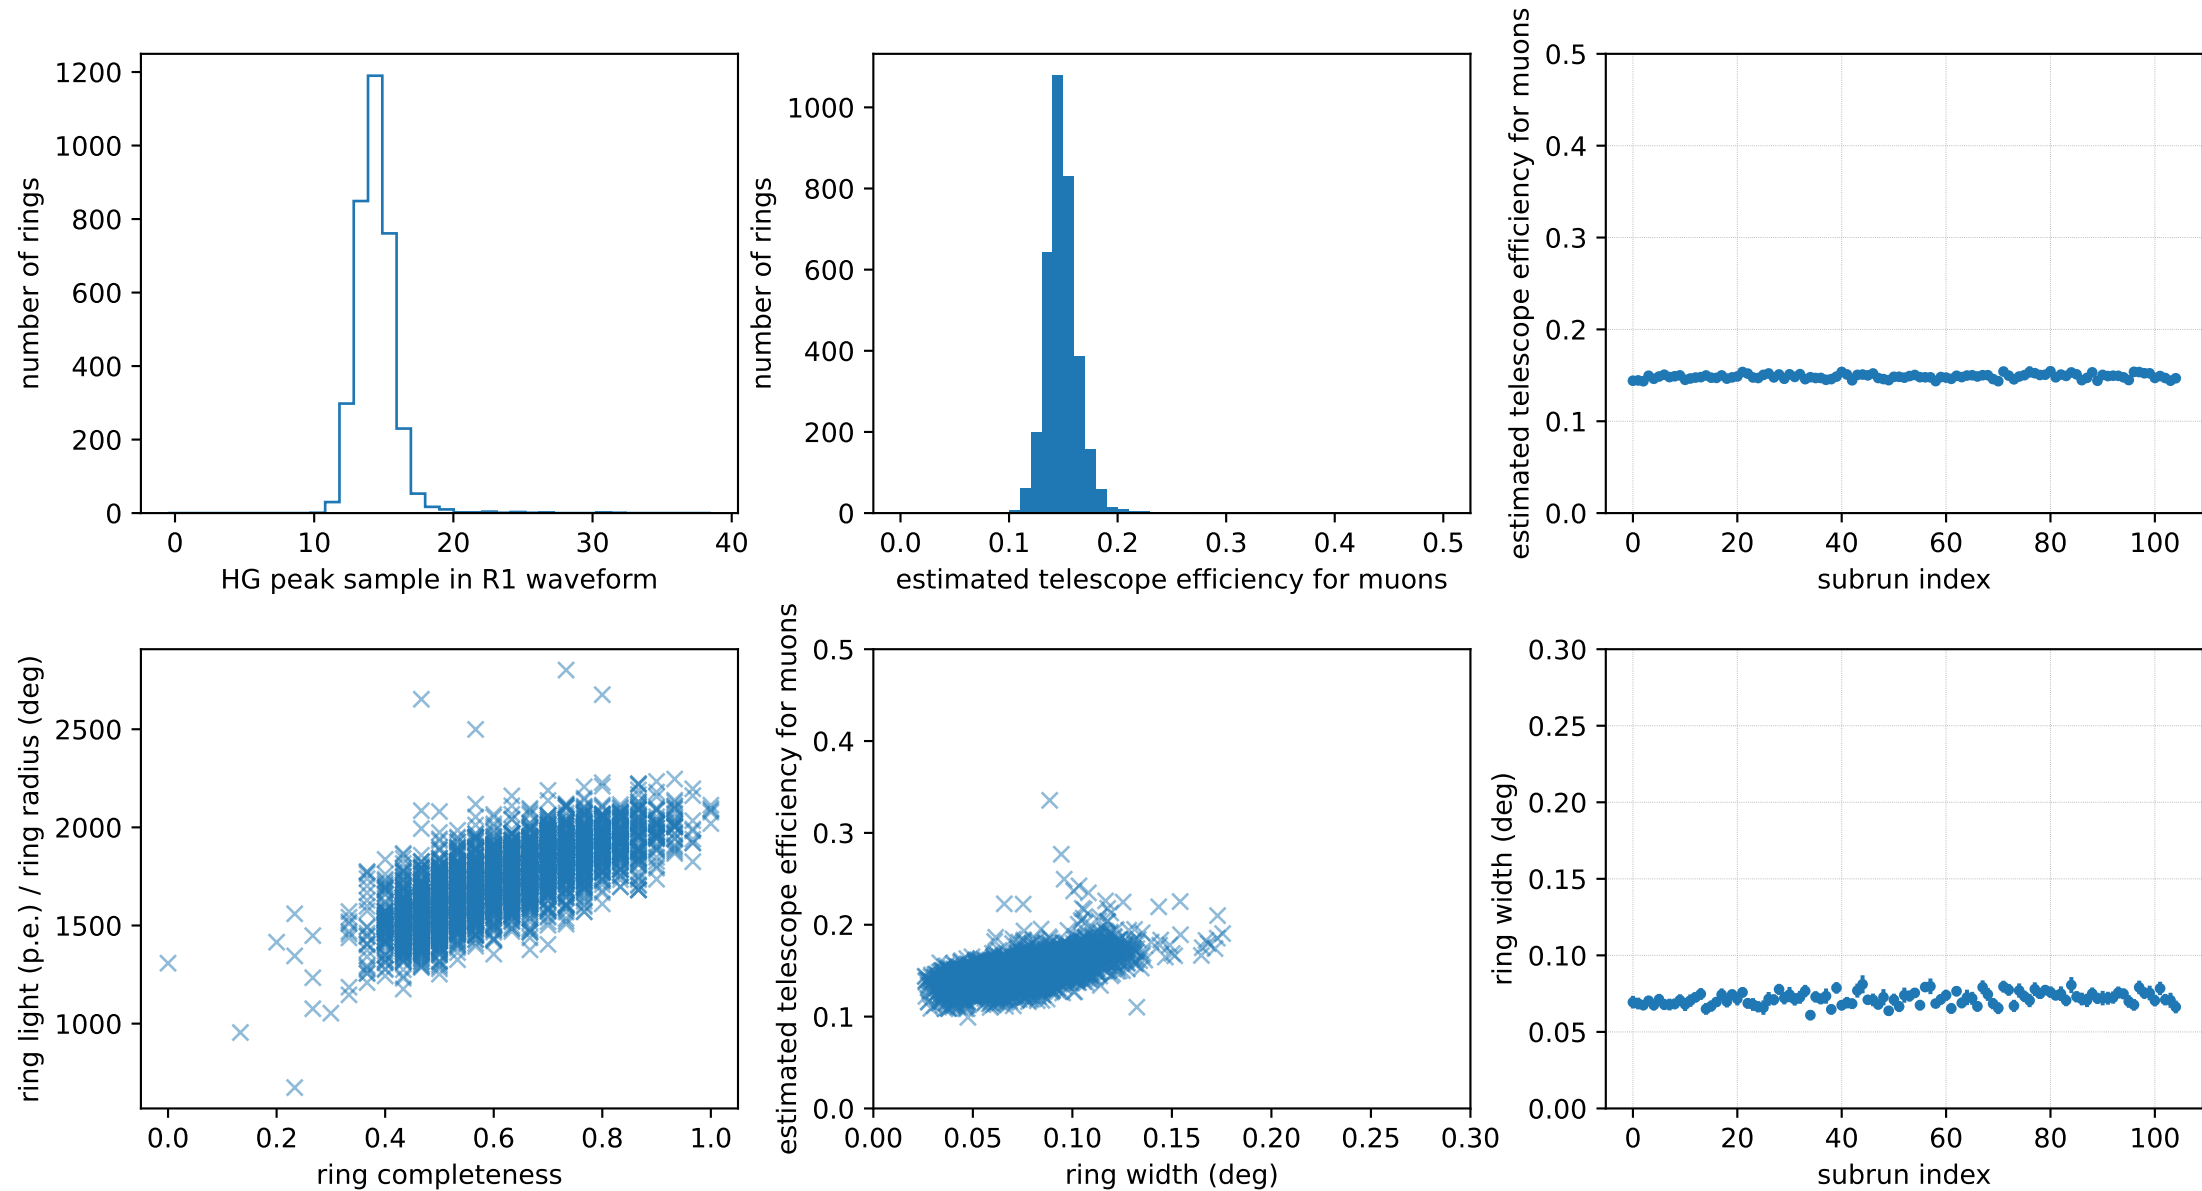 1200
1000
800
600
400
200
0
number of rings
0 10 20 30 40
HG peak sample in R1 waveform
1000
800
600
400
200
0
number of rings
0.0 0.1 0.2 0.3 0.4 0.5
estimated telescope efficiency for muons
0.5
0.4
0.3
0.2
0.1
0.0
estimated telescope efficiency for muons
0 20 40 60 80 100
subrun index
2500
2000
1500
1000
ring light (p.e.) / ring radius (deg)
0.0 0.2 0.4 0.6 0.8 1.0
ring completeness
0.5
0.4
0.3
0.2
0.1
0.0
estimated telescope efficiency for muons
0.00 0.05 0.10 0.15 0.20 0.25 0.30
ring width (deg)
0.30
0.25
0.20
0.15
0.10
0.05
0.00
ring width (deg)
0 20 40 60 80 100
subrun index